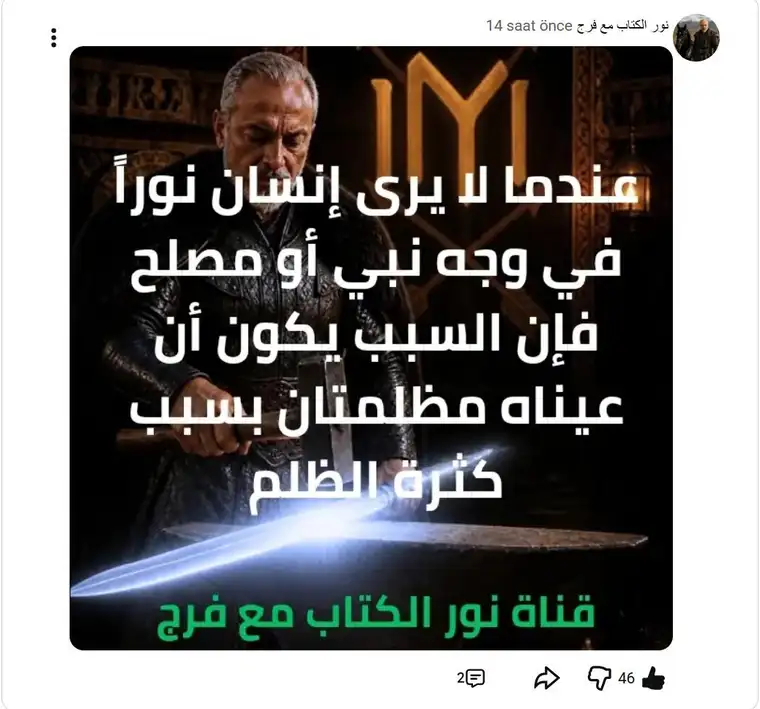 نور الكتاب مع فرج 14 saat önce
عندما لا يرى إنسان نوراً
في وجه نبي أو مصلح
فإن السبب يكون أن
عيناه مظلمتان بسبب
كثرة الظلم
قناة نور الكتاب مع فرج
46 2